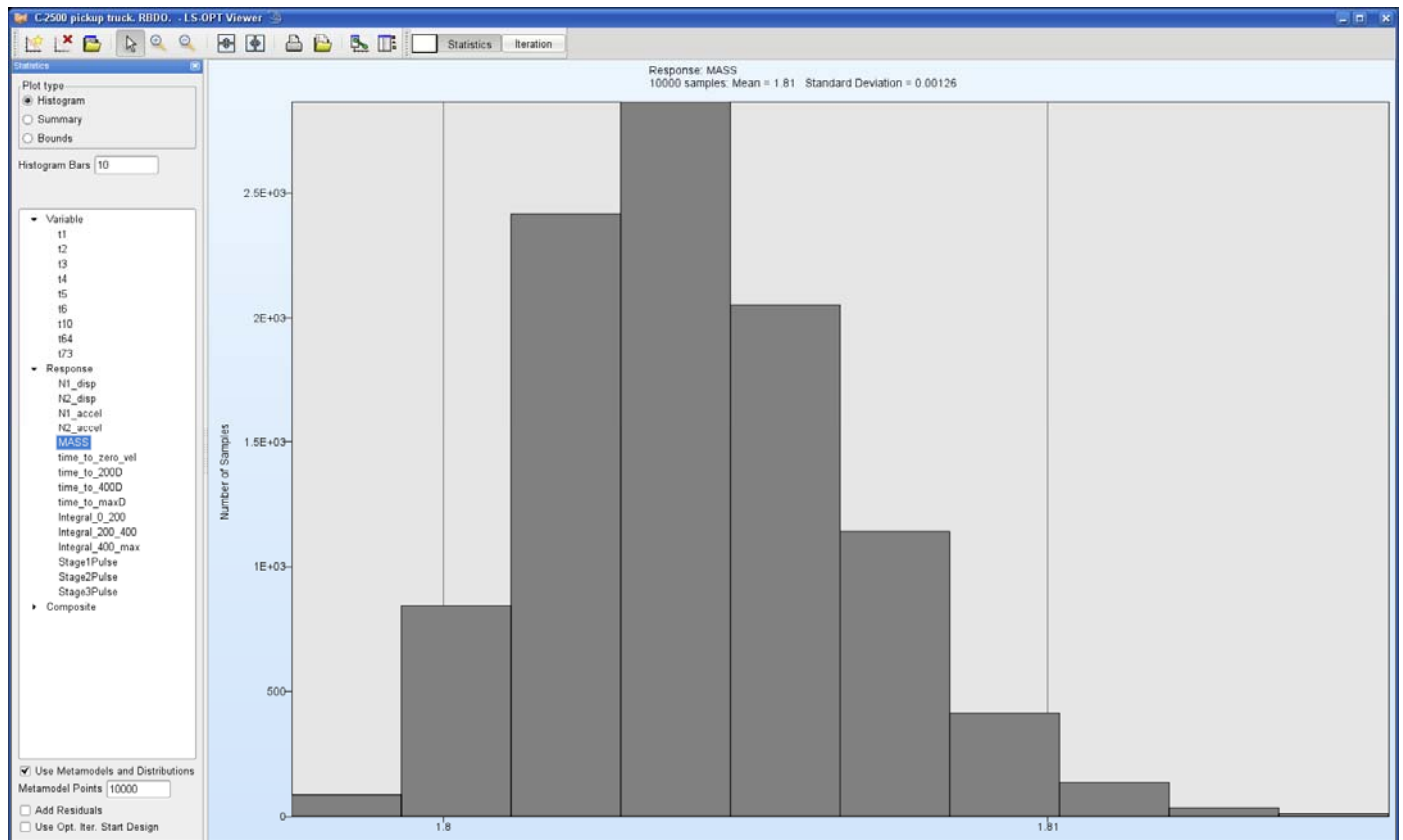 C-2500 pickup truck. RBDO. - LS-OPT Viewer
Statistics Iteration
Statistics
Plot type
Histogram
Summary
Bounds
Histogram Bars 10
Variable
t1
t2
t3
t4
t5
t6
t10
t64
t73
Response
N1_disp
N2_disp
N1_accel
N2_accel
MASS
time_to_zero_vel
time_to_200D
time_to_400D
time_to_maxD
Integral_0_200
Integral_200_400
Integral_400_max
Stage1Pulse
Stage2Pulse
Stage3Pulse
Composite
Use Metamodels and Distributions
Metamodel Points 10000
Add Residuals
Use Opt. Iter. Start Design
Response: MASS
10000 samples: Mean = 1.81 Standard Deviation = 0.00126
Number of Samples
2.5E+03
2E+03
1.5E+03
1E+03
500
0
1.8 1.81